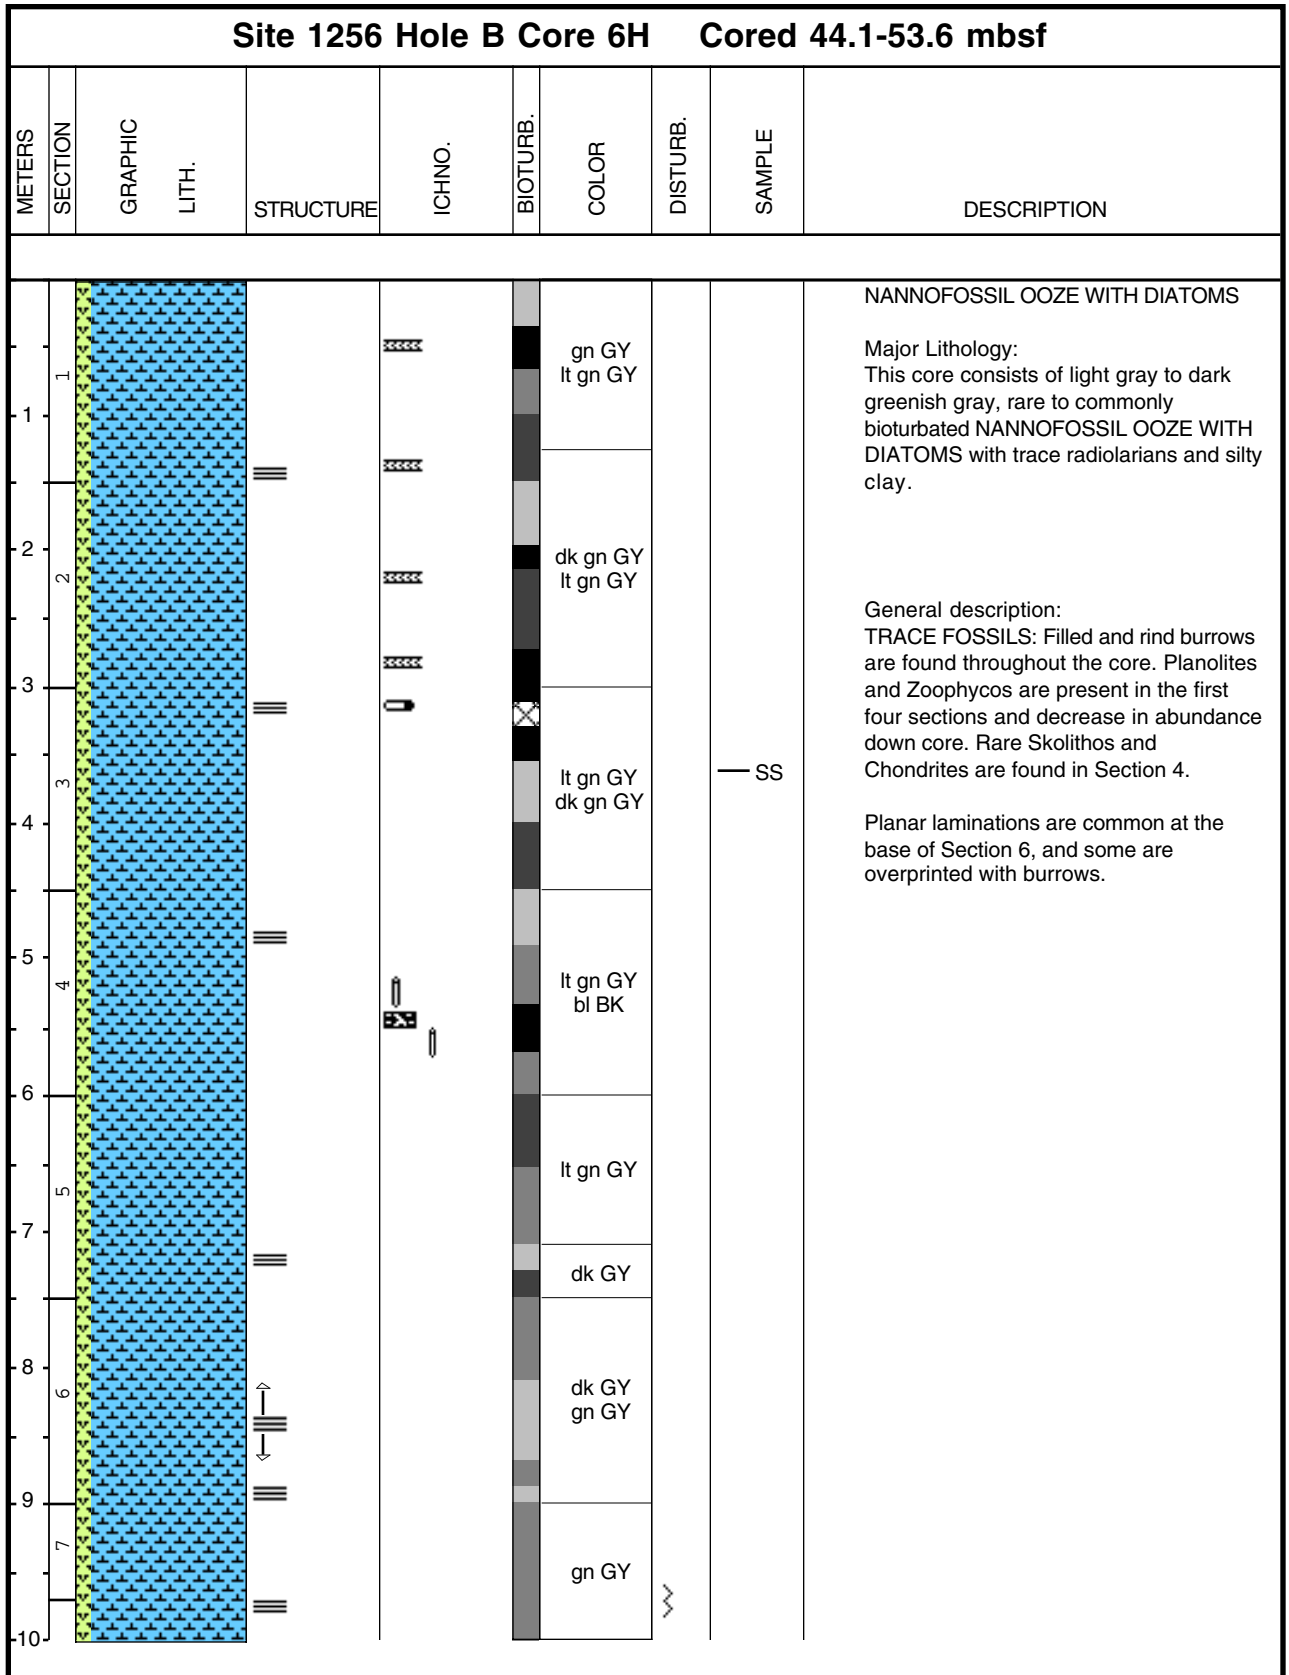 Site 1256 Hole B Core 6H Cored 44.1-53.6 mbsf
METERS
SECTION
GRAPHIC
LITH.
STRUCTURE
ICHNO.
BIOTURB.
COLOR
DISTURB.
SAMPLE
DESCRIPTION
1
2
3
4
5
6
7
8
9
10
1
2
3
4
5
6
7
gn GY
lt gn GY
dk gn GY
lt gn GY
lt gn GY
dk gn GY
lt gn GY
bl BK
lt gn GY
dk GY
dk GY
gn GY
gn GY
SS
NANNOFOSSIL OOZE WITH DIATOMS
Major Lithology:
This core consists of light gray to dark
greenish gray, rare to commonly
bioturbated NANNOFOSSIL OOZE WITH
DIATOMS with trace radiolarians and silty
clay.
General description:
TRACE FOSSILS: Filled and rind burrows
are found throughout the core. Planolites
and Zoophycos are present in the first
four sections and decrease in abundance
down core. Rare Skolithos and
Chondrites are found in Section 4.
Planar laminations are common at the
base of Section 6, and some are
overprinted with burrows.